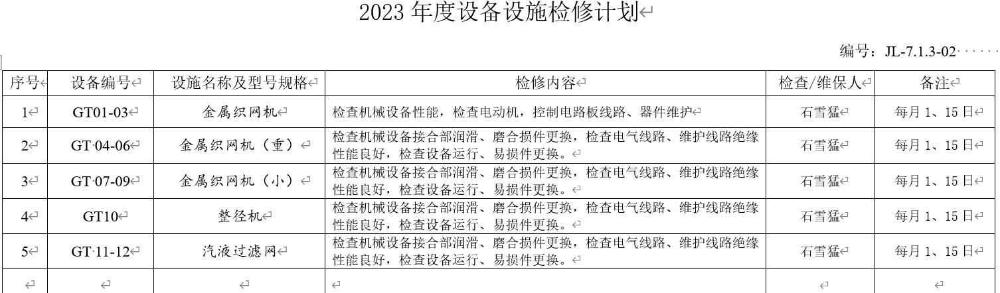 2023 年度设备设施检修计划
编号：JL-7.1.3-02
序号 设备编号 设施名称及型号规格 检修内容 检查/维保人 备注
1 GT01-03 金属织网机 检查机械设备性能，检查电动机，控制电路板线路、器件维护 石雪猛 每月 1、15 日
2 GT 04-06 金属织网机（重） 检查机械设备接合部润滑、磨合损件更换，检查电气线路、维护线路绝缘 石雪猛 每月 1、15 日
性能良好，检查设备运行、易损件更换。
3 GT 07-09 金属织网机（小） 检查机械设备接合部润滑、磨合损件更换，检查电气线路、维护线路绝缘 石雪猛 每月 1、15 日
性能良好，检查设备运行、易损件更换。
4 GT10 整径机 检查机械设备接合部润滑、磨合损件更换，检查电气线路、维护线路绝缘 石雪猛 每月 1、15 日
性能良好，检查设备运行、易损件更换。
5 GT 11-12 汽液过滤网 检查机械设备接合部润滑、磨合损件更换，检查电气线路、维护线路绝缘 石雪猛 每月 1、15 日
性能良好，检查设备运行、易损件更换。